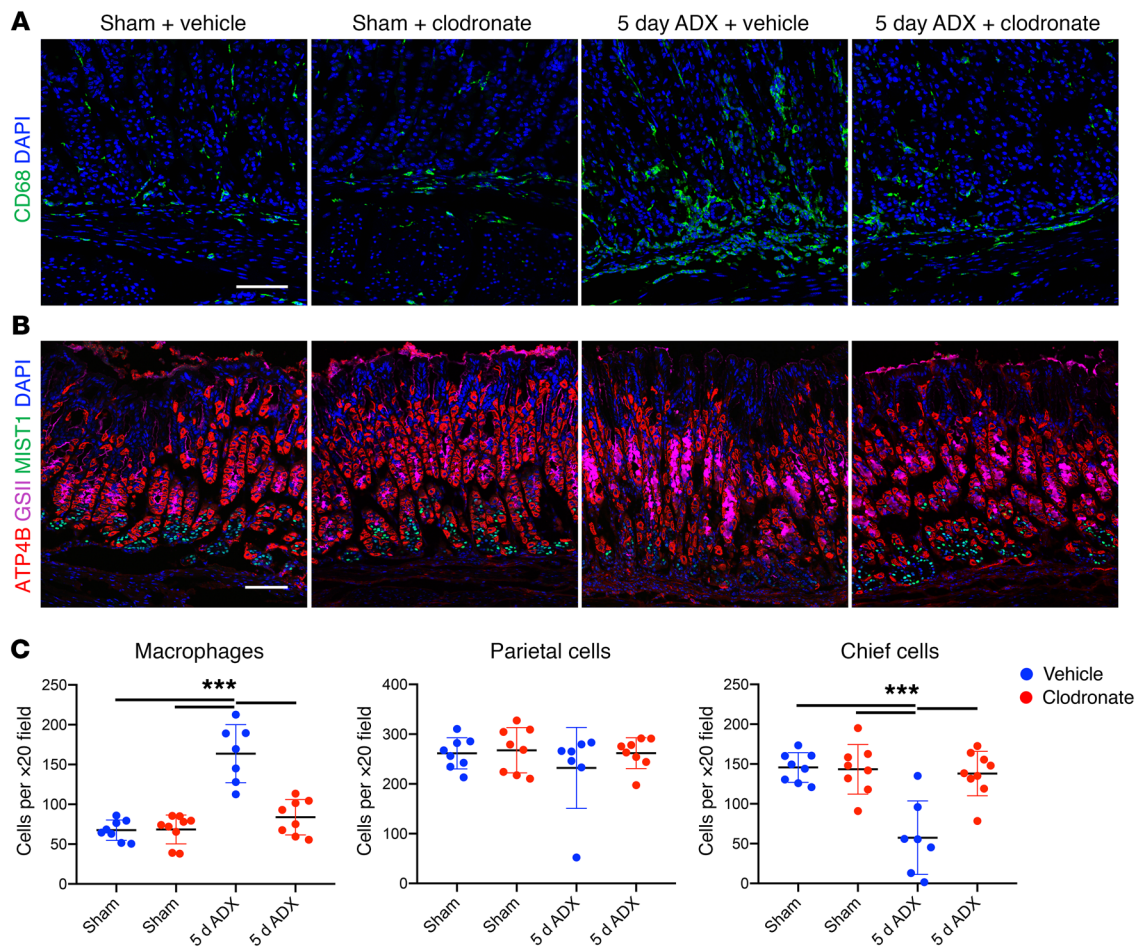 A
Sham + vehicle
Sham + clodronate
5 day ADX + vehicle
5 day ADX + clodronate
CD68 DAPI
B
ATP4B GSII MIST1 DAPI
C
Macrophages
Parietal cells
Chief cells
Vehicle
Clodronate
Cells per ×20 field
250
200
150
100
50
0
***
Sham
Sham
5 d ADX
5 d ADX
Cells per ×20 field
400
300
200
100
0
Sham
Sham
5 d ADX
5 d ADX
Cells per ×20 field
250
200
150
100
50
0
***
Sham
Sham
5 d ADX
5 d ADX